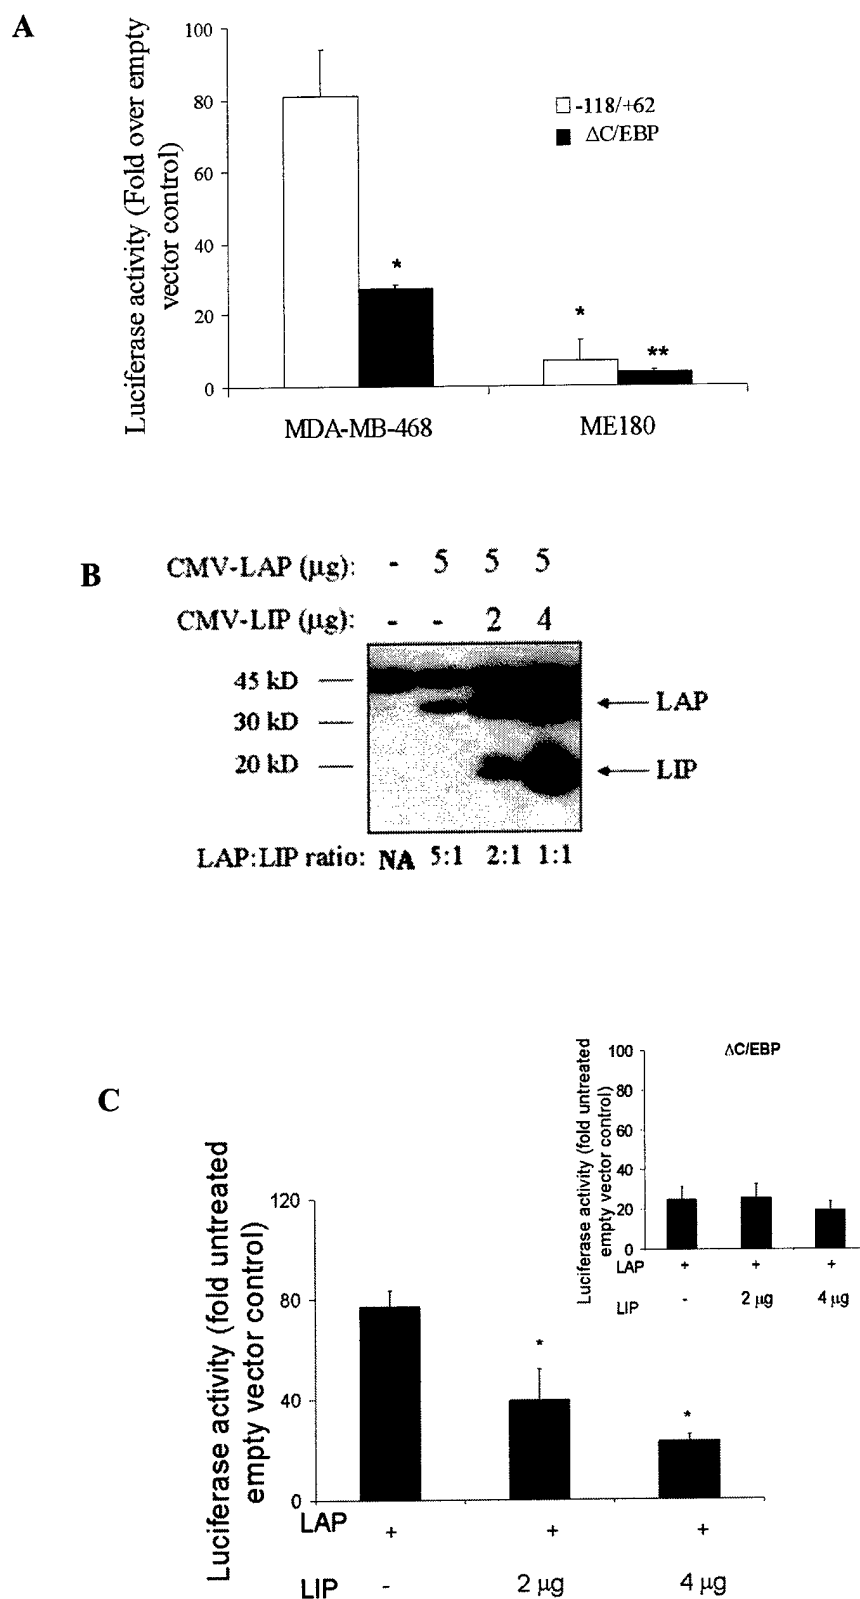 A
Luciferase activity (Fold over empty
vector control)
100
80
60
40
20
0
-118/+62
ΔC/EBP
*
*
**
MDA-MB-468
ME180
B
CMV-LAP (µg): - 5 5 5
CMV-LIP (µg): - - 2 4
45 kD
30 kD
20 kD
LAP
LIP
LAP:LIP ratio: NA 5:1 2:1 1:1
C
Luciferase activity (fold untreated
empty vector control)
120
80
40
0
*
*
LAP + + +
LIP - 2 µg 4 µg
ΔC/EBP
Luciferase activity (fold untreated
empty vector control)
100
80
60
40
20
0
LAP + + +
LIP - 2 µg 4 µg